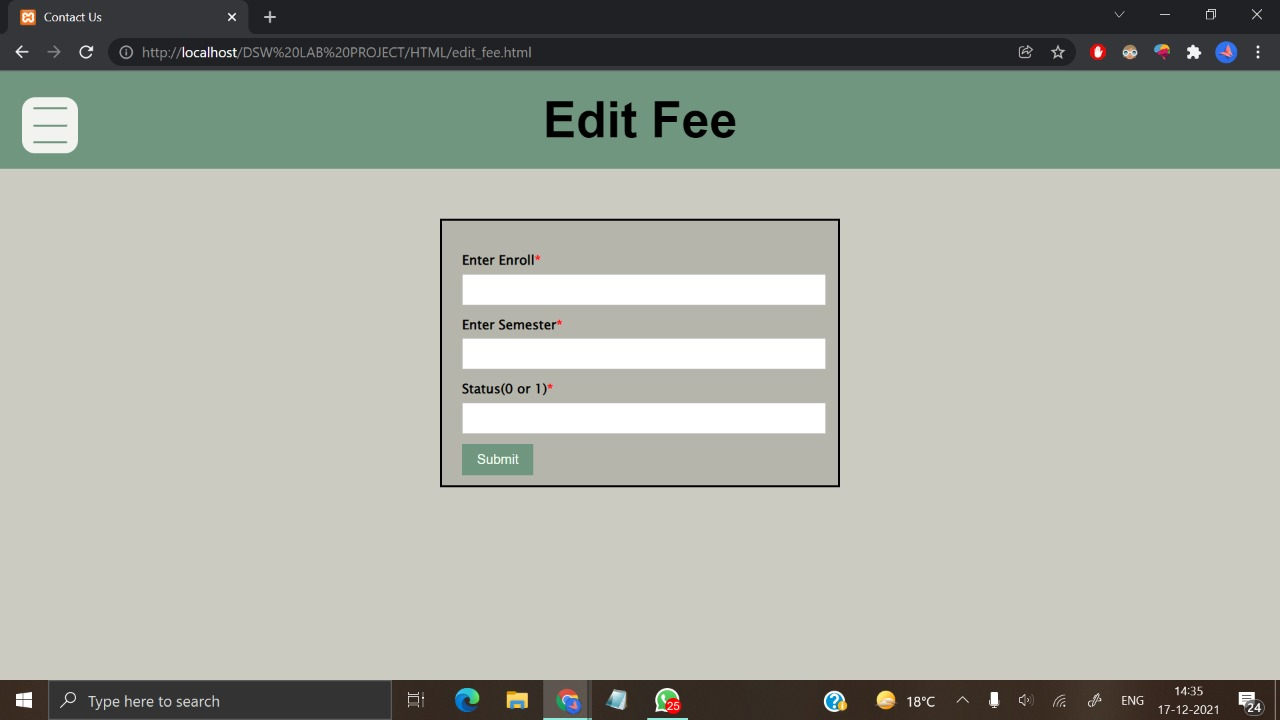 Contact Us
http://localhost/DSW%20LAB%20PROJECT/HTML/edit_fee.html
Edit Fee
Enter Enroll*
Enter Semester*
Status(0 or 1)*
Submit
Type here to search
25
18°C
ENG
14:35
17-12-2021
24